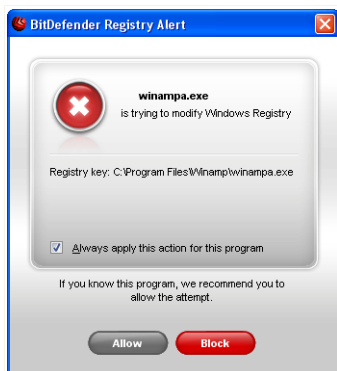 BitDefender Registry Alert
winampa.exe
is trying to modify Windows Registry
Registry key: C:\Program Files\Winamp\winampa.exe
Always apply this action for this program
If you know this program, we recommend you to
allow the attempt.
Allow Block